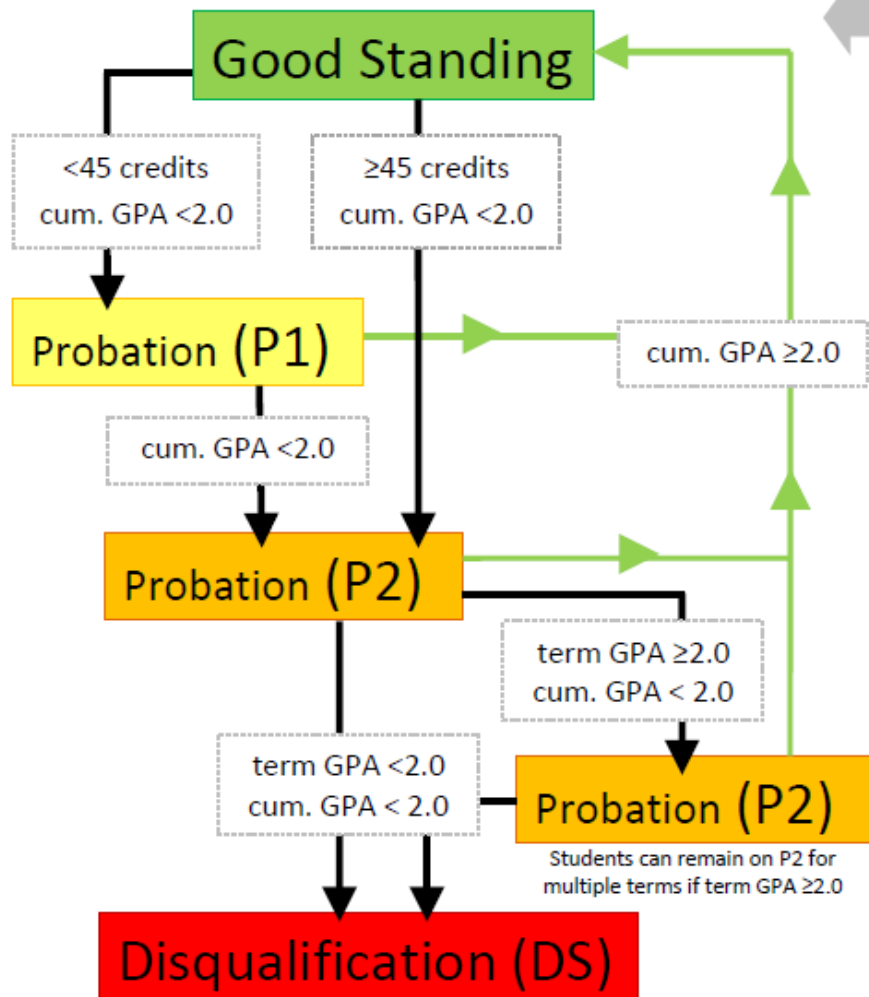 Good Standing
<45 credits
cum. GPA <2.0
≥45 credits
cum. GPA <2.0
Probation (P1)
cum. GPA ≥2.0
cum. GPA <2.0
Probation (P2)
term GPA ≥2.0
cum. GPA < 2.0
term GPA <2.0
cum. GPA < 2.0
Probation (P2)
Students can remain on P2 for
multiple terms if term GPA ≥2.0
Disqualification (DS)